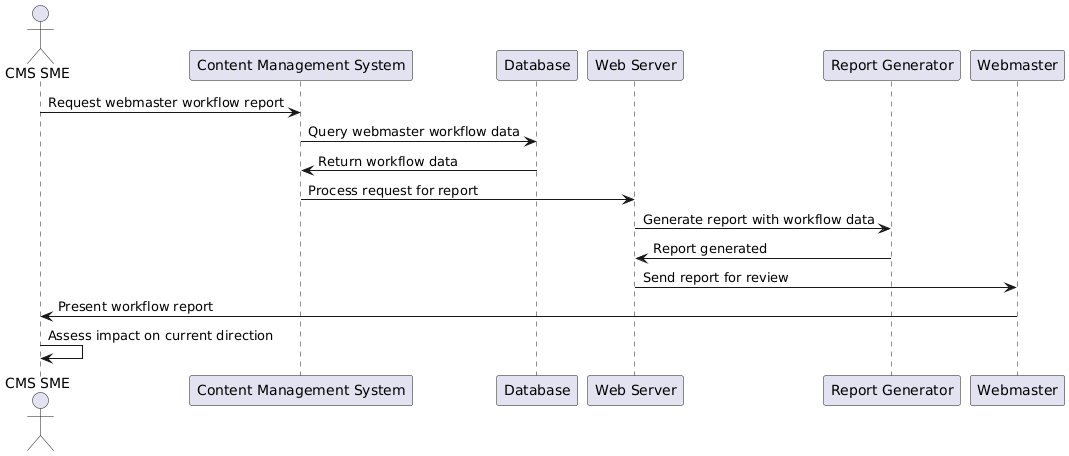 CMS SME
Content Management System
Database
Web Server
Report Generator
Webmaster
Request webmaster workflow report
Query webmaster workflow data
Return workflow data
Process request for report
Generate report with workflow data
Report generated
Send report for review
Present workflow report
Assess impact on current direction
CMS SME
Content Management System
Database
Web Server
Report Generator
Webmaster